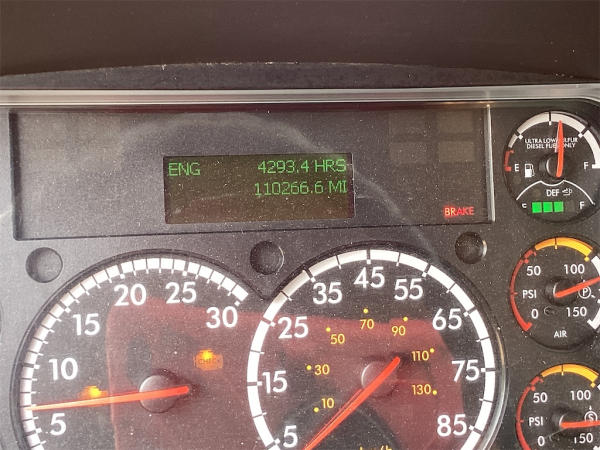 ENG 4293.4 HRS
110266.6 MI
BRAKE
ULTRA LOW SULFUR
DIESEL FUEL ONLY
E F
DEF
E F
5 10 15 20 25 30
CHECK
5 15 25 35 45 55 65 75 85
10 30 50 70 90 110 130
km/h
0 50 100 150
PSI
P
AIR
0 50 100 150
PSI
S